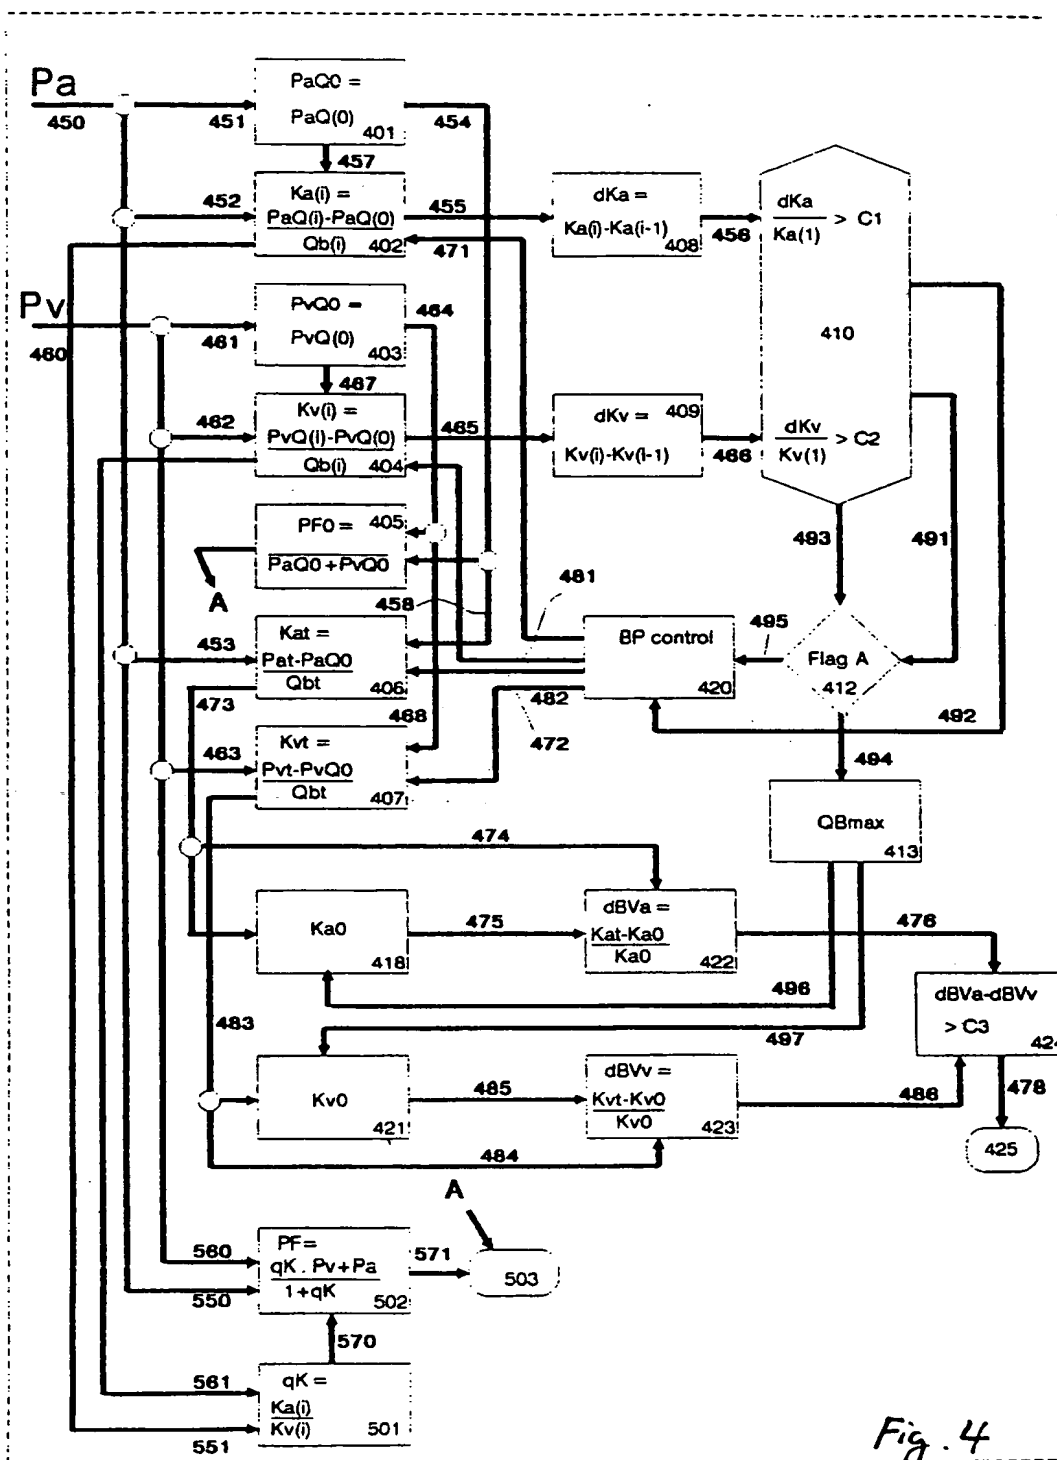 Pa
450
451
PaQ0 =
PaQ(0)
401
454
457
452
Ka(i) =
PaQ(i)-PaQ(0)
Qb(i)
402
455
471
dKa =
Ka(i)-Ka(i-1)
408
456
dKa
Ka(1)
> C1
410
Pv
460
461
PvQ0 =
PvQ(0)
403
464
467
462
Kv(i) =
PvQ(i)-PvQ(0)
Qb(i)
404
465
dKv =
409
Kv(i)-Kv(i-1)
466
dKv
Kv(1)
> C2
PF0 =
405
PaQ0+PvQ0
A
493
491
458
481
453
Kat =
Pat-PaQ0
Qbt
406
473
468
BP control
420
495
Flag A
412
492
482
472
494
463
Kvt =
Pvt-PvQ0
Qbt
407
QBmax
413
474
Ka0
418
475
dBVa =
Kat-Ka0
Ka0
422
476
496
dBVa-dBVv
> C3
424
483
497
Kv0
421
485
dBVv =
Kvt-Kv0
Kv0
423
486
478
425
484
A
560
550
PF=
qK . Pv+Pa
1+qK
502
571
503
570
561
551
qK =
Ka(i)
Kv(i)
501
Fig. 4